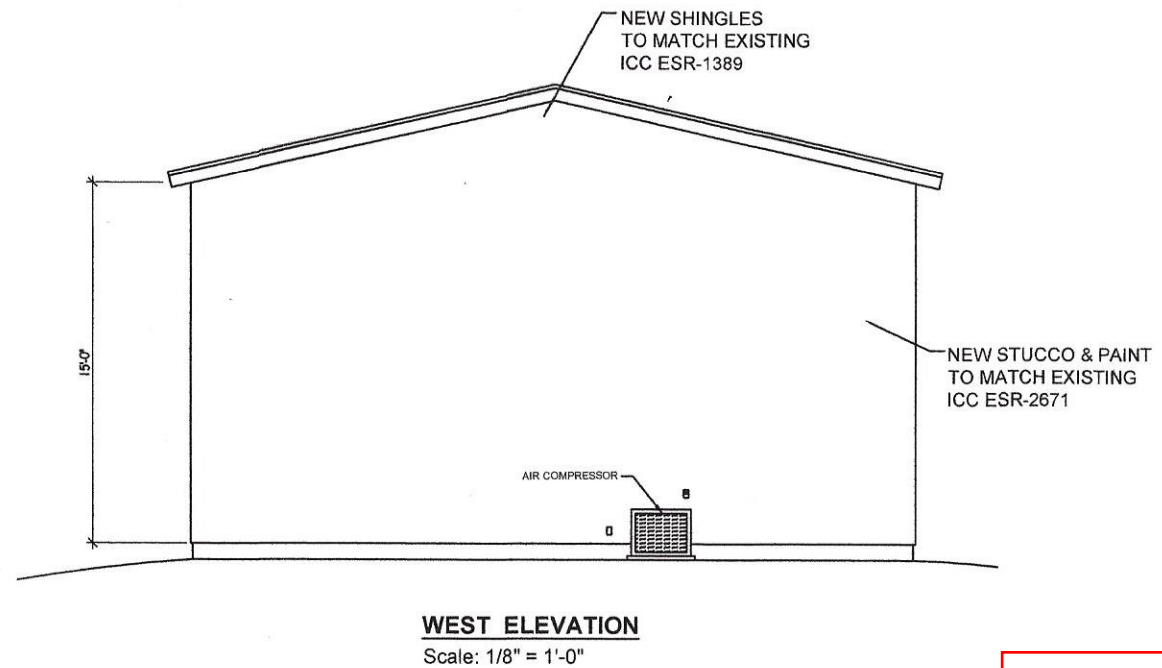 NEW SHINGLES
TO MATCH EXISTING
ICC ESR-1389
15'-0"
NEW STUCCO & PAINT
TO MATCH EXISTING
ICC ESR-2671
AIR COMPRESSOR
WEST ELEVATION
Scale: 1/8" = 1'-0"